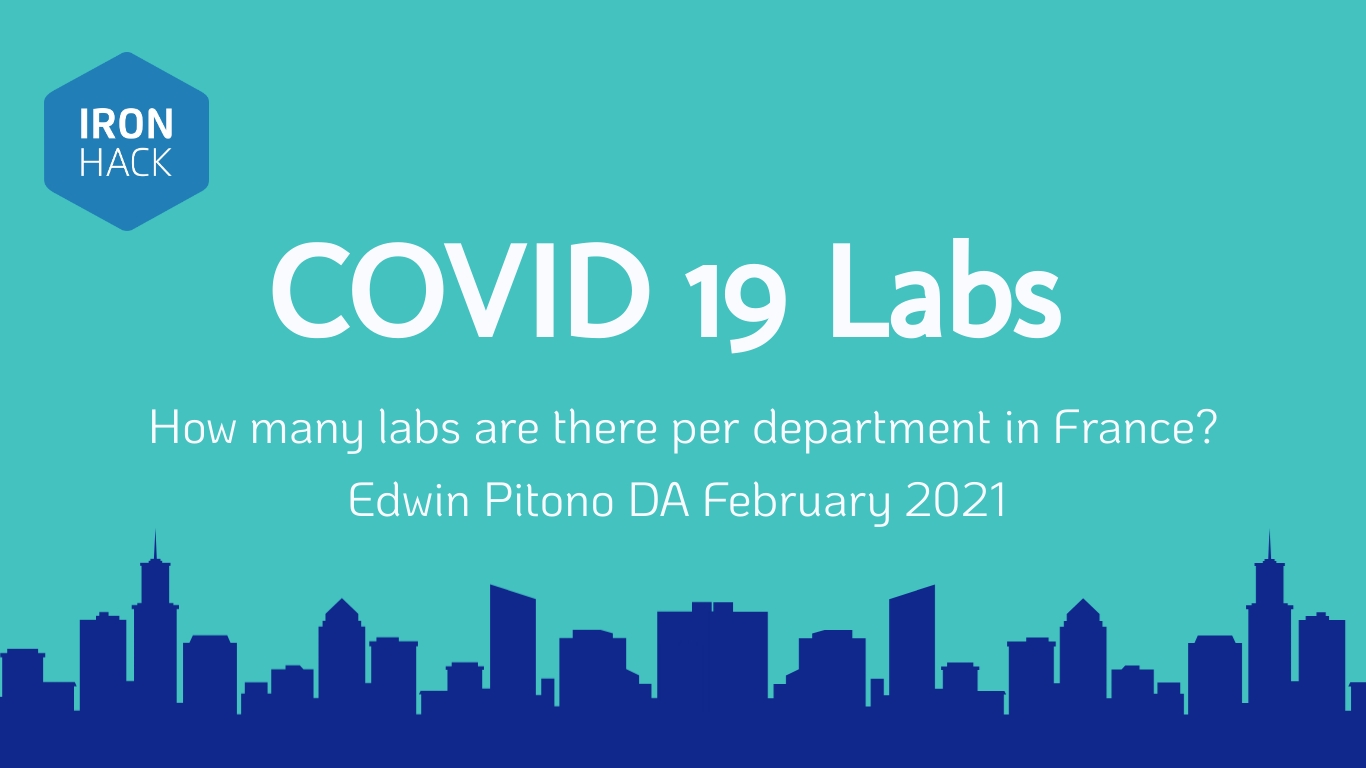 IRON
HACK
COVID 19 Labs
How many labs are there per department in France?
Edwin Pitono DA February 2021